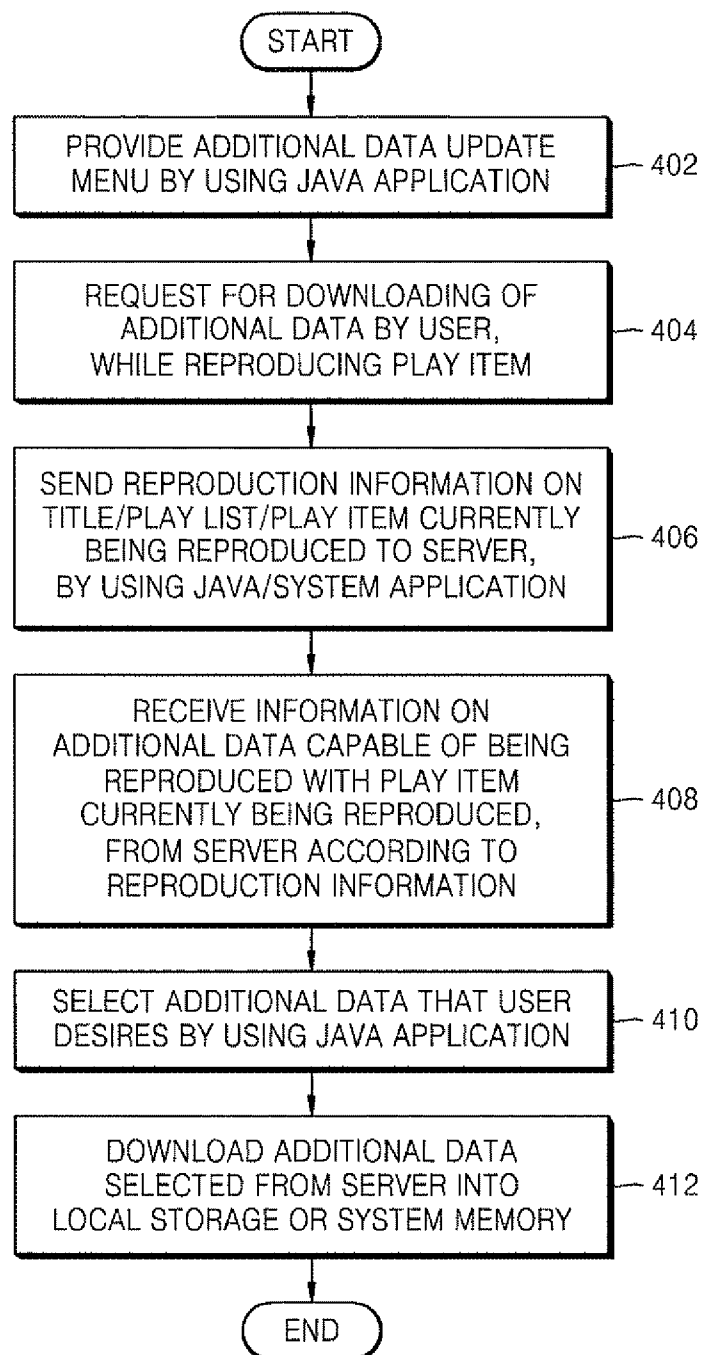 START
PROVIDE ADDITIONAL DATA UPDATE
MENU BY USING JAVA APPLICATION
402
REQUEST FOR DOWNLOADING OF
ADDITIONAL DATA BY USER,
WHILE REPRODUCING PLAY ITEM
404
SEND REPRODUCTION INFORMATION ON
TITLE/PLAY LIST/PLAY ITEM CURRENTLY
BEING REPRODUCED TO SERVER,
BY USING JAVA/SYSTEM APPLICATION
406
RECEIVE INFORMATION ON
ADDITIONAL DATA CAPABLE OF BEING
REPRODUCED WITH PLAY ITEM
CURRENTLY BEING REPRODUCED,
FROM SERVER ACCORDING TO
REPRODUCTION INFORMATION
408
SELECT ADDITIONAL DATA THAT USER
DESIRES BY USING JAVA APPLICATION
410
DOWNLOAD ADDITIONAL DATA
SELECTED FROM SERVER INTO
LOCAL STORAGE OR SYSTEM MEMORY
412
END